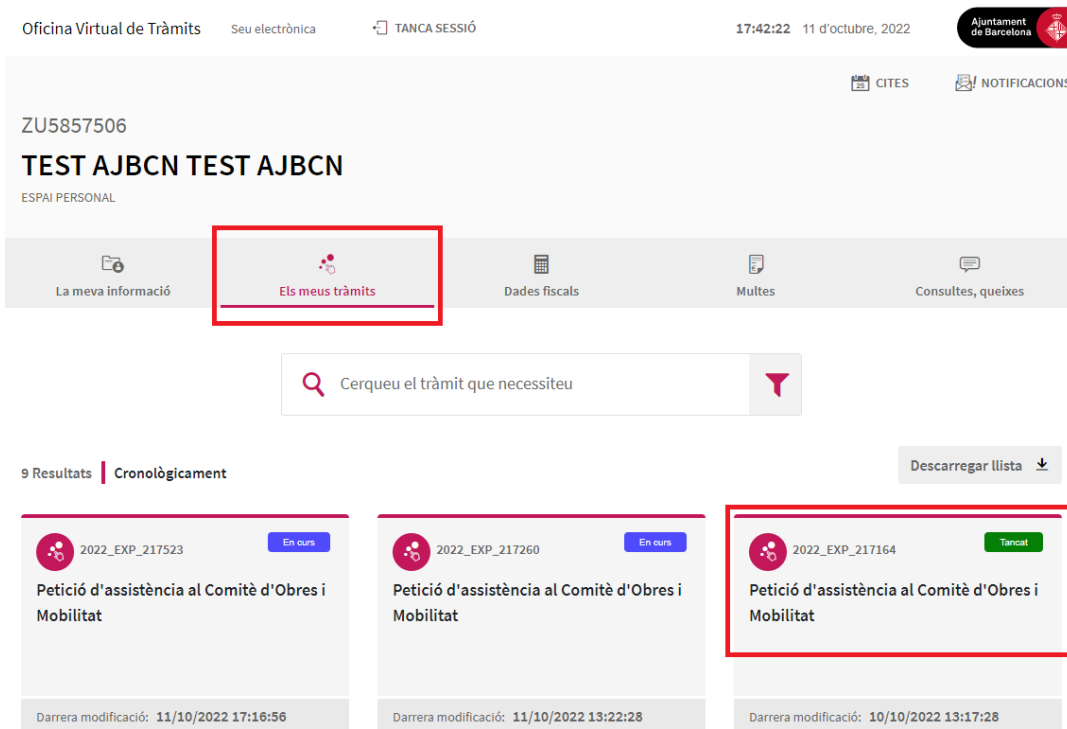 Oficina Virtual de Tràmits Seu electrònica TANCA SESSIÓ 17:42:22 11 d'octubre, 2022 Ajuntament
de Barcelona
25 CITES NOTIFICACIONS
ZU5857506
TEST AJBCN TEST AJBCN
ESPAI PERSONAL
La meva informació Els meus tràmits Dades fiscals Multes Consultes, queixes
Cerqueu el tràmit que necessiteu
9 Resultats Cronològicament Descarregar llista
2022_EXP_217523 En curs
Petició d'assistència al Comitè d'Obres i
Mobilitat
Darrera modificació: 11/10/2022 17:16:56
2022_EXP_217260 En curs
Petició d'assistència al Comitè d'Obres i
Mobilitat
Darrera modificació: 11/10/2022 13:22:28
2022_EXP_217164 Tancat
Petició d'assistència al Comitè d'Obres i
Mobilitat
Darrera modificació: 10/10/2022 13:17:28